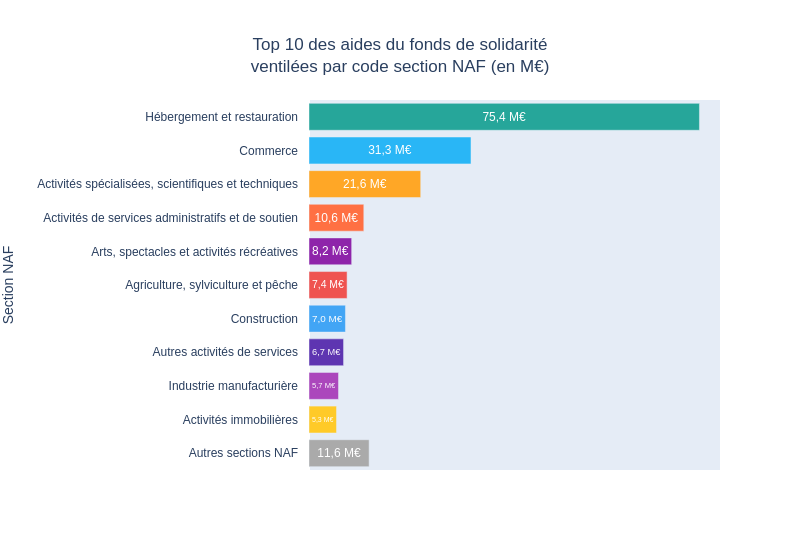 Top 10 des aides du fonds de solidarité
ventilées par code section NAF (en M€)
Section NAF
Hébergement et restauration 75,4 M€
Commerce 31,3 M€
Activités spécialisées, scientifiques et techniques 21,6 M€
Activités de services administratifs et de soutien 10,6 M€
Arts, spectacles et activités récréatives 8,2 M€
Agriculture, sylviculture et pêche 7,4 M€
Construction 7,0 M€
Autres activités de services 6,7 M€
Industrie manufacturière 5,7 M€
Activités immobilières
Autres sections NAF 11,6 M€